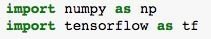 import numpy as np
import tensorflow as tf